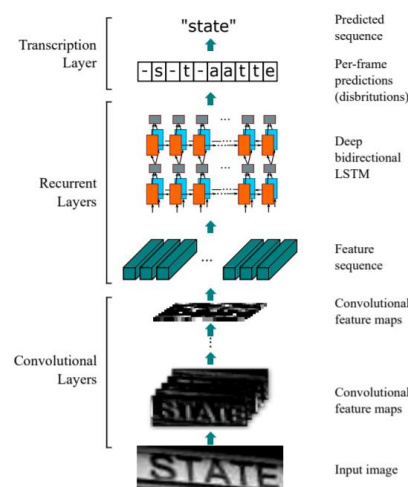 "state"
Predicted sequence
Transcription Layer
-s-t-aatte
Per-frame predictions (disbritutions)
Recurrent Layers
Deep bidirectional LSTM
...
Feature sequence
...
Convolutional feature maps
Convolutional Layers
STATE
Convolutional feature maps
STATE
Input image